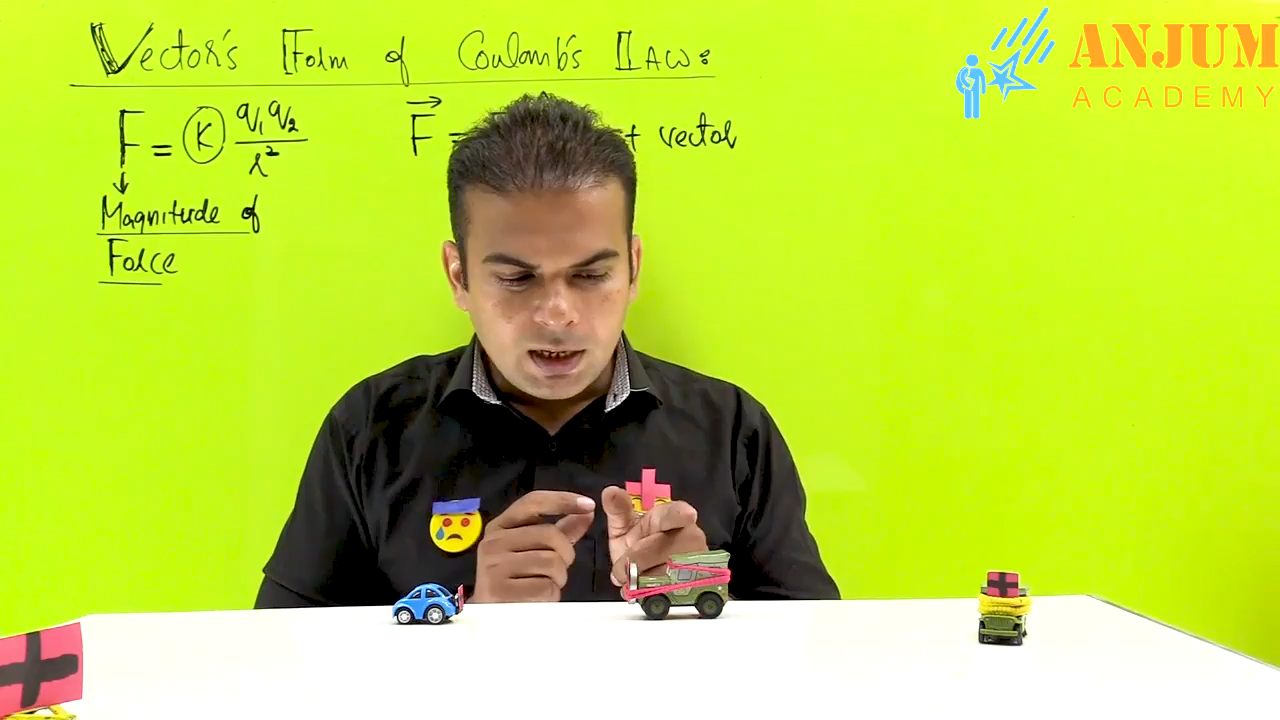 Vector's Form of Coulomb's Law:
F = K q₁q₂ / r²
F =
+ vector
Magnitude of
Force
ANJUM
ACADEMY